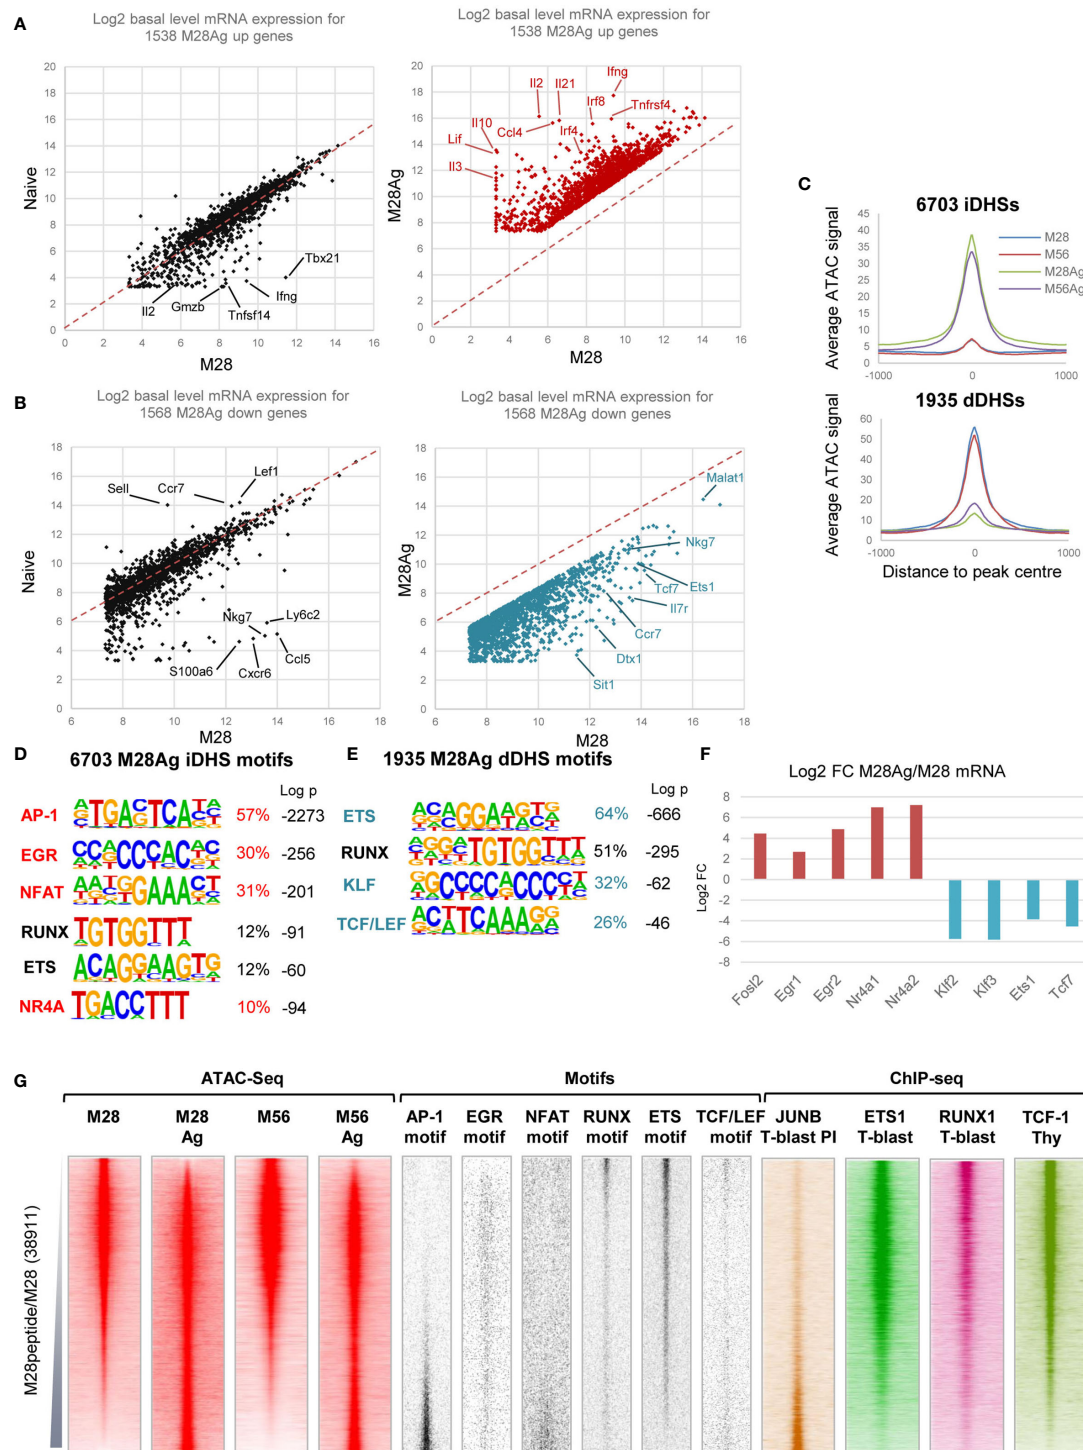 A
Log2 basal level mRNA expression for
1538 M28Ag up genes
20
18
16
14
12
10
8
6
4
2
0
0 2 4 6 8 10 12 14 16
Naive
M28
Tbx21
Il2
Gmzb
Ifng
Tnfsf14
Log2 basal level mRNA expression for
1538 M28Ag up genes
20
18
16
14
12
10
8
6
4
2
0
0 2 4 6 8 10 12 14 16
M28Ag
M28
Ifng
Il2
Il21
Irf8
Tnfrsf4
Il10
Ccl4
Irf4
Lif
Il3
C
6703 iDHSs
Average ATAC signal
45
40
35
30
25
20
15
10
5
0
-1000 0 1000
M28
M56
M28Ag
M56Ag
1935 dDHSs
Average ATAC signal
60
50
40
30
20
10
0
-1000 0 1000
Distance to peak centre
B
Log2 basal level mRNA expression for
1568 M28Ag down genes
18
16
14
12
10
8
6
4
2
0
6 8 10 12 14 16 18
Naive
M28
Sell
Ccr7
Lef1
Nkg7
Ly6c2
S100a6
Cxcr6
Ccl5
Log2 basal level mRNA expression for
1568 M28Ag down genes
18
16
14
12
10
8
6
4
2
0
6 8 10 12 14 16 18
M28Ag
M28
Malat1
Nkg7
Tcf7
Ets1
Il7r
Ccr7
Dtx1
Sit1
D
6703 M28Ag iDHS motifs
Log p
AP-1 57% -2273
EGR 30% -256
NFAT 31% -201
RUNX TGTGGTTT 12% -91
ETS ACAGGAAGTG 12% -60
NR4A TGACCTTT 10% -94
E
1935 M28Ag dDHS motifs
Log p
ETS 64% -666
RUNX 51% -295
KLF 32% -62
TCF/LEF 26% -46
F
Log2 FC M28Ag/M28 mRNA
Log2 FC
8
6
4
2
0
-2
-4
-6
-8
Fosl2 Egr1 Egr2 Nr4a1 Nr4a2 Klf2 Klf3 Ets1 Tcf7
G
ATAC-Seq Motifs ChIP-seq
M28 M28 M56 M56 AP-1 EGR NFAT RUNX ETS TCF/LEF JUNB ETS1 RUNX1 TCF-1
Ag Ag motif motif motif motif motif motif T-blast PI T-blast T-blast Thy
M28peptide/M28 (38911)